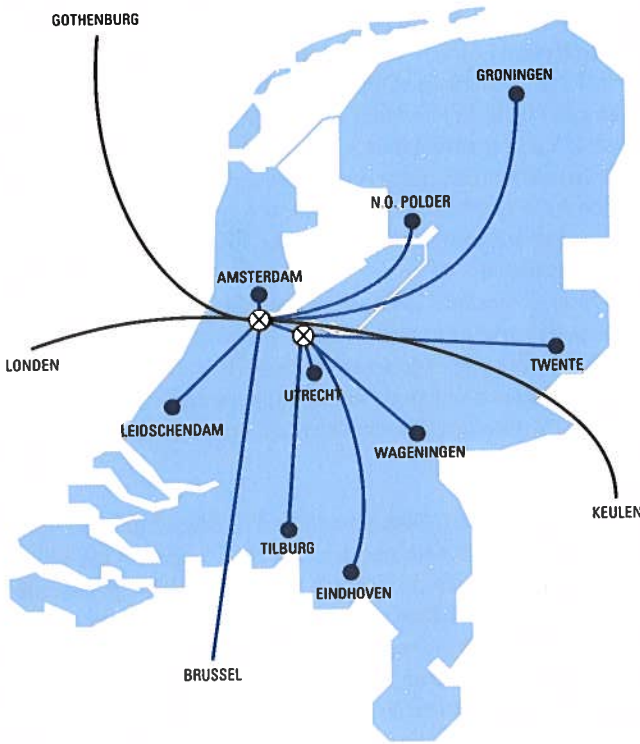 GOTHENBURG
GRONINGEN
N.O. POLDER
AMSTERDAM
LONDEN
TWENTE
UTRECHT
LEIDSCHENDAM
WAGENINGEN
KEULEN
TILBURG
EINDHOVEN
BRUSSEL